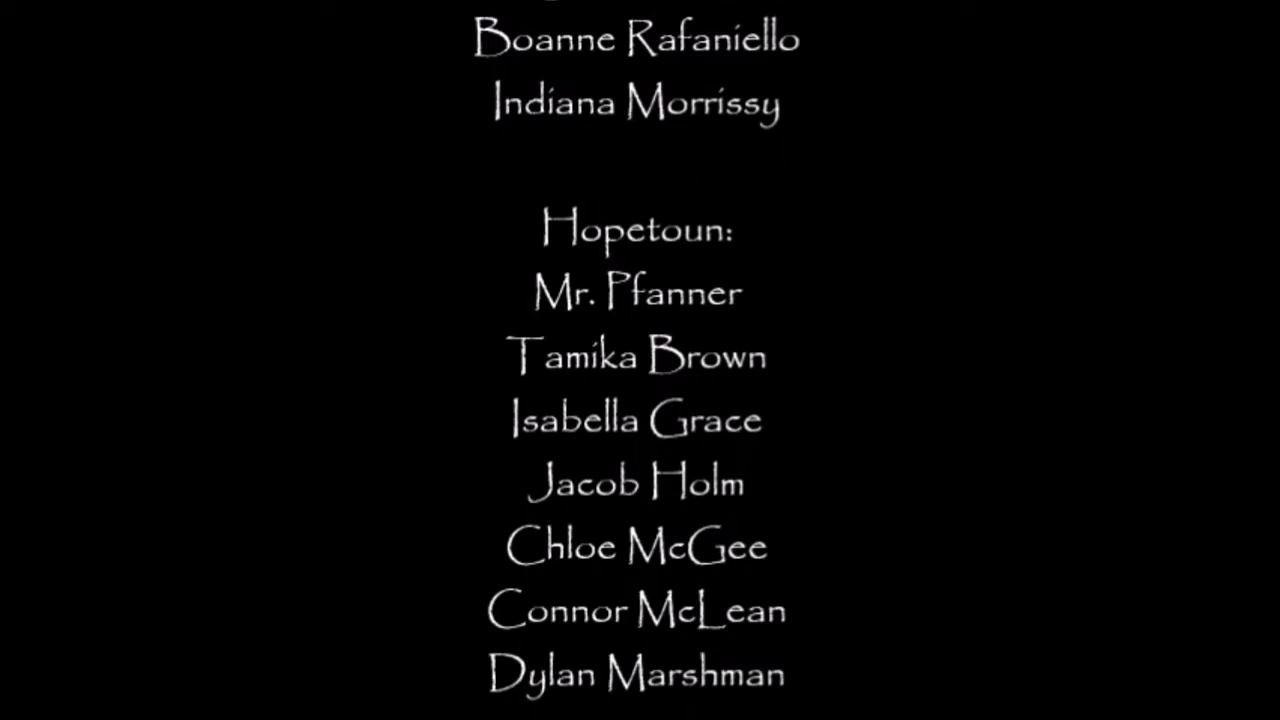 Boanne Rafaniello
Indiana Morrissy
Hopetoun:
Mr. Pfanner
Tamika Brown
Isabella Grace
Jacob Holm
Chloe McGee
Connor McLean
Dylan Marshman